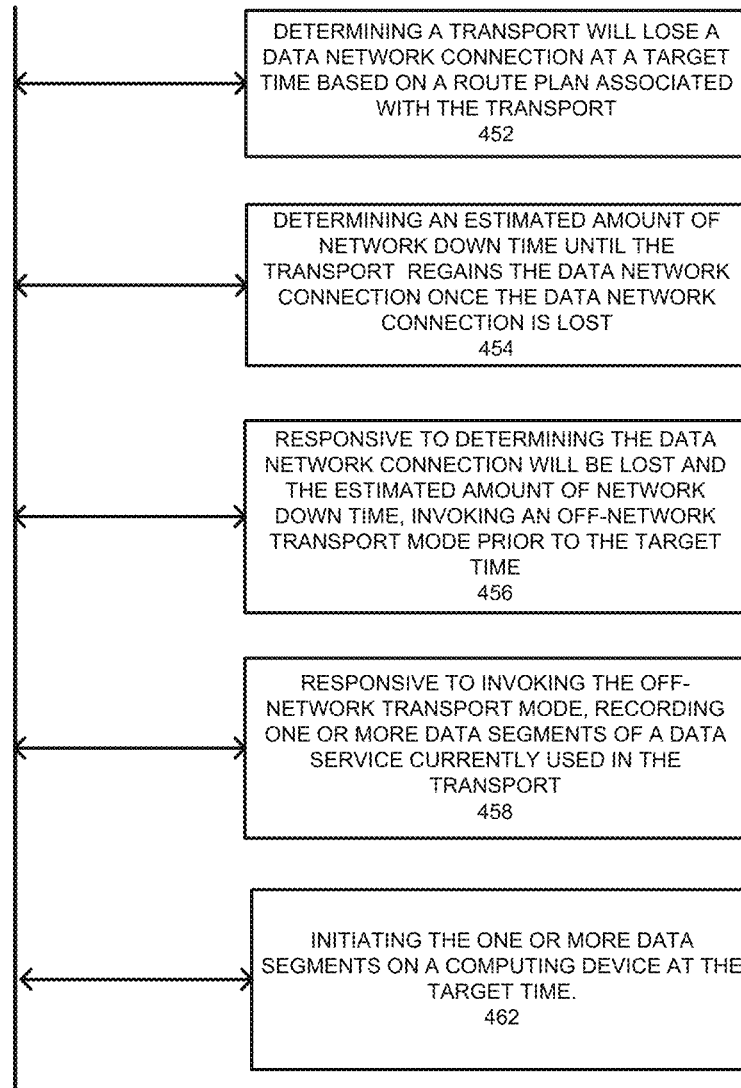 DETERMINING A TRANSPORT WILL LOSE A
DATA NETWORK CONNECTION AT A TARGET
TIME BASED ON A ROUTE PLAN ASSOCIATED
WITH THE TRANSPORT
452
DETERMINING AN ESTIMATED AMOUNT OF
NETWORK DOWN TIME UNTIL THE
TRANSPORT REGAINS THE DATA NETWORK
CONNECTION ONCE THE DATA NETWORK
CONNECTION IS LOST
454
RESPONSIVE TO DETERMINING THE DATA
NETWORK CONNECTION WILL BE LOST AND
THE ESTIMATED AMOUNT OF NETWORK
DOWN TIME, INVOKING AN OFF-NETWORK
TRANSPORT MODE PRIOR TO THE TARGET
TIME
456
RESPONSIVE TO INVOKING THE OFF-
NETWORK TRANSPORT MODE, RECORDING
ONE OR MORE DATA SEGMENTS OF A DATA
SERVICE CURRENTLY USED IN THE
TRANSPORT
458
INITIATING THE ONE OR MORE DATA
SEGMENTS ON A COMPUTING DEVICE AT THE
TARGET TIME.
462